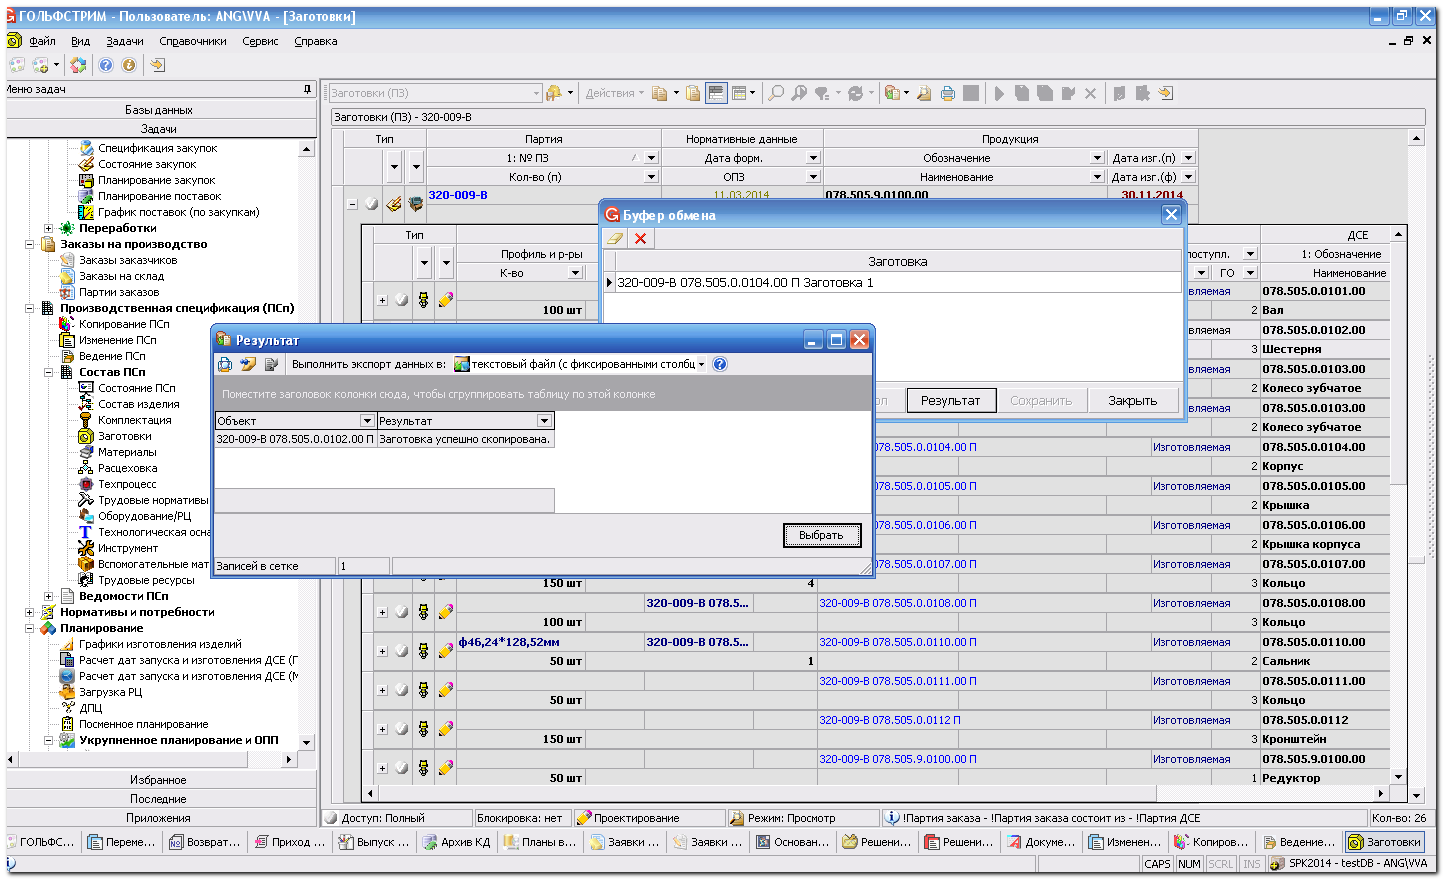 ГОЛЬФСТРИМ - Пользователь: ANG\VVA - [Заготовки]
Файл Вид Задачи Справочники Сервис Справка
Меню задач
Базы данных
Задачи
Спецификация закупок
Состояние закупок
Планирование закупок
Планирование поставок
График поставок (по закупкам)
Переработки
Заказы на производство
Заказы заказчиков
Заказы на склад
Партии заказов
Производственная спецификация (ПСп)
Копирование ПСп
Изменение ПСп
Ведение ПСп
Состав ПСп
Состояние ПСп
Состав изделия
Комплектация
Заготовки
Материалы
Расцеховка
Техпроцесс
Трудовые нормативы
Оборудование/РЦ
Технологическая осна
Инструмент
Вспомогательные мат
Трудовые ресурсы
Ведомости ПСп
Нормативы и потребности
Планирование
Графики изготовления изделий
Расчет дат запуска и изготовления ДСЕ (Г
Расчет дат запуска и изготовления ДСЕ (М
Загрузка РЦ
ДПЦ
Посменное планирование
Укрупненное планирование и ОПП
Избранное
Последние
Приложения
Заготовки (ПЗ) Действия
Заготовки (ПЗ) - 320-009-В
Тип Партия Нормативные данные Продукция
1: № ПЗ Дата форм. Обозначение Дата изг.(п)
Кол-во (п) ОПЗ Наименование Дата изг.(ф)
320-009-В 11.03.2014 078.505.9.0100.00 30.11.2014
Тип ДСЕ
Профиль и р-ры поступл. 1: Обозначение
К-во ГО Наименование
овляемая 078.505.0.0101.00
100 шт 2 Вал
овляемая 078.505.0.0102.00
3 Шестерня
овляемая 078.505.0.0103.00
2 Колесо зубчатое
овляемая 078.505.0.0103.00
2 Колесо зубчатое
078.505.0.0104.00 П Изготовляемая 078.505.0.0104.00
2 Корпус
078.505.0.0105.00 П Изготовляемая 078.505.0.0105.00
2 Крышка
078.505.0.0106.00 П Изготовляемая 078.505.0.0106.00
2 Крышка корпуса
078.505.0.0107.00 П Изготовляемая 078.505.0.0107.00
150 шт 4 3 Кольцо
320-009-В 078.5... 320-009-В 078.505.0.0108.00 П Изготовляемая 078.505.0.0108.00
100 шт 3 Кольцо
ф46,24*128,52мм 320-009-В 078.5... 320-009-В 078.505.0.0110.00 П Изготовляемая 078.505.0.0110.00
50 шт 1 2 Сальник
320-009-В 078.505.0.0111.00 П Изготовляемая 078.505.0.0111.00
50 шт 3 Кольцо
320-009-В 078.505.0.0112 П Изготовляемая 078.505.0.0112
150 шт 3 Кронштейн
320-009-В 078.505.9.0100.00 П Изготовляемая 078.505.9.0100.00
50 шт 1 Редуктор
Буфер обмена
Заготовка
320-009-В 078.505.0.0104.00 П Заготовка 1
ол Результат Сохранить Закрыть
Результат
Выполнить экспорт данных в: текстовый файл (с фиксированными столбц
Поместите заголовок колонки сюда, чтобы сгруппировать таблицу по этой колонке
Объект Результат
320-009-В 078.505.0.0102.00 П Заготовка успешно скопирована.
Выбрать
Записей в сетке 1
Доступ: Полный Блокировка: нет Проектирование Режим: Просмотр !Партия заказа - !Партия заказа состоит из - !Партия ДСЕ Кол-во: 26
ГОЛЬФС... Переме... Возврат... Приход ... Выпуск ... Архив КД Планы в... Заявки ... Заявки ... Основан... Решени... Решени... Докуме... Изменен... Копиров... Ведение... Заготовки
CAPS NUM SCRL INS SPK2014 - testDB - ANG\VVA